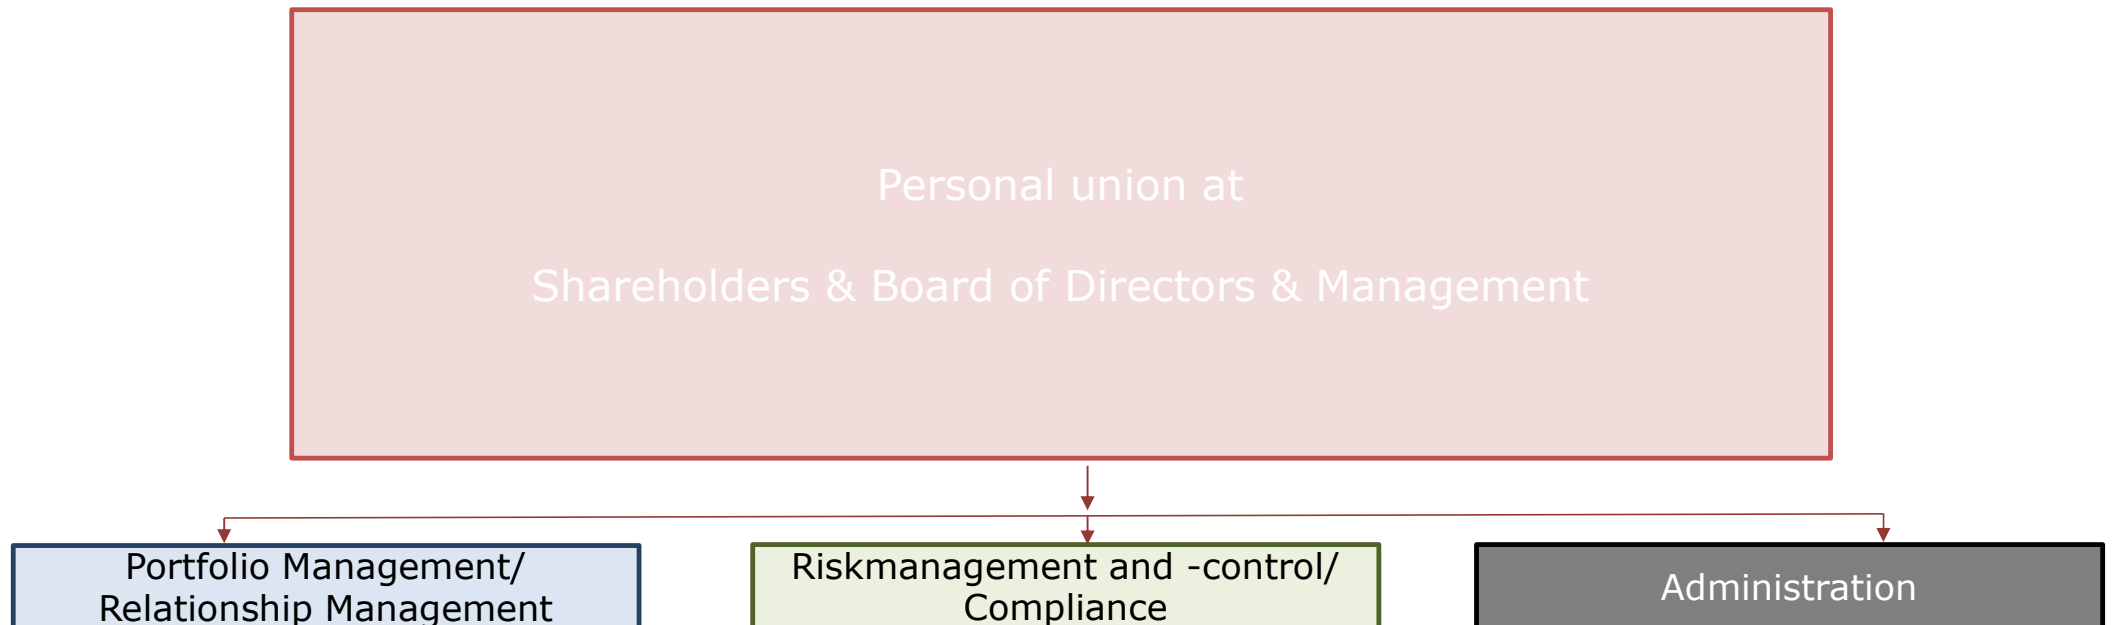 Personal union at
Shareholders & Board of Directors & Management
Portfolio Management/
Relationship Management
Riskmanagement and -control/
Compliance
Administration